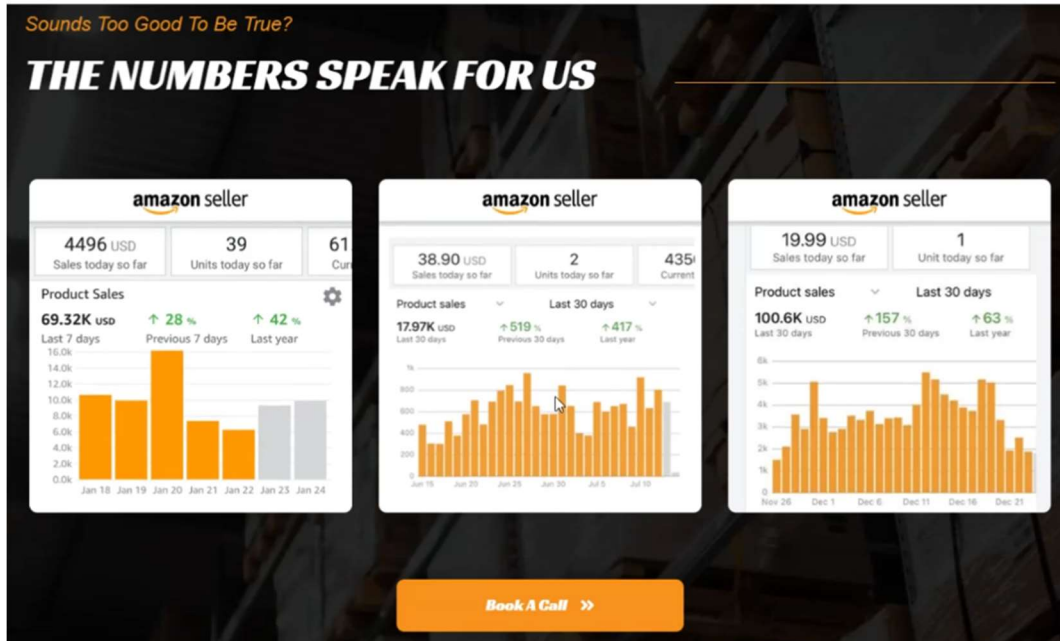 Sounds Too Good To Be True?
THE NUMBERS SPEAK FOR US
amazon seller
4496 USD
Sales today so far
39
Units today so far
61.
Curr
Product Sales
69.32K USD
Last 7 days
↑ 28 %
Previous 7 days
↑ 42 %
Last year
16.0k
14.0k
12.0k
10.0k
8.0k
6.0k
4.0k
2.0k
0.0k
Jan 18 Jan 19 Jan 20 Jan 21 Jan 22 Jan 23 Jan 24
amazon seller
38.90 USD
Sales today so far
2
Units today so far
Current
Product sales
Last 30 days
17.97K USD
Last 30 days
↑ 519 %
Previous 30 days
↑ 417 %
Last year
1k
800
600
400
200
0
Jun 15 Jun 20 Jun 25 Jun 30 Jul 5 Jul 10
amazon seller
19.99 USD
Sales today so far
1
Unit today so far
Product sales
Last 30 days
100.6K USD
Last 30 days
↑ 157 %
Previous 30 days
↑ 63 %
Last year
6k
5k
4k
3k
2k
1k
0
Nov 26 Dec 1 Dec 6 Dec 11 Dec 16 Dec 21
Book A Call »